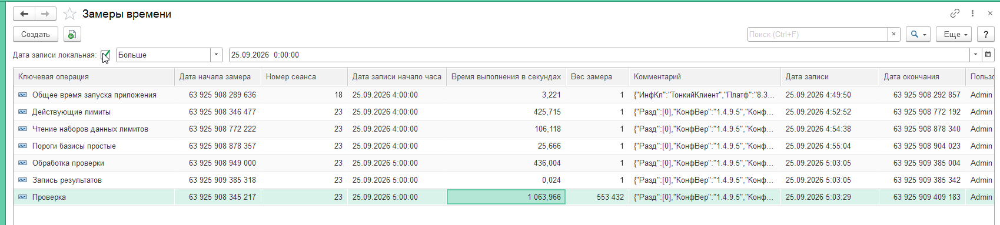 Замеры времени
Создать Поиск (Ctrl+F) × Еще ?
Дата записи локальная: Больше 25.09.2026 0:00:00
Ключевая операция Дата начала замера Номер сеанса Дата записи начало часа Время выполнения в секундах Вес замера Комментарий Дата записи Дата окончания Пользо
Общее время запуска приложения 63 925 908 289 636 18 25.09.2026 4:00:00 3,221 1 {"ИнфКл":"ТонкийКлиент","Платф":"8.3... 25.09.2026 4:49:50 63 925 908 292 857 Admin
Действующие лимиты 63 925 908 346 477 23 25.09.2026 4:00:00 425,715 1 {"Разд":[0],"КонфВер":"1.4.9.5","Конф... 25.09.2026 4:52:52 63 925 908 772 192 Admin
Чтение наборов данных лимитов 63 925 908 772 222 23 25.09.2026 4:00:00 106,118 1 {"Разд":[0],"КонфВер":"1.4.9.5","Конф... 25.09.2026 4:54:38 63 925 908 878 340 Admin
Пороги базисы простые 63 925 908 878 357 23 25.09.2026 4:00:00 25,666 1 {"Разд":[0],"КонфВер":"1.4.9.5","Конф... 25.09.2026 4:55:04 63 925 908 904 023 Admin
Обработка проверки 63 925 908 949 000 23 25.09.2026 5:00:00 436,004 1 {"Разд":[0],"КонфВер":"1.4.9.5","Конф... 25.09.2026 5:03:05 63 925 909 385 004 Admin
Запись результатов 63 925 909 385 318 23 25.09.2026 5:00:00 0,024 1 {"Разд":[0],"КонфВер":"1.4.9.5","Конф... 25.09.2026 5:03:05 63 925 909 385 342 Admin
Проверка 63 925 908 345 217 23 25.09.2026 5:00:00 1 063,966 553 432 {"Разд":[0],"КонфВер":"1.4.9.5","Конф... 25.09.2026 5:03:29 63 925 909 409 183 Admin